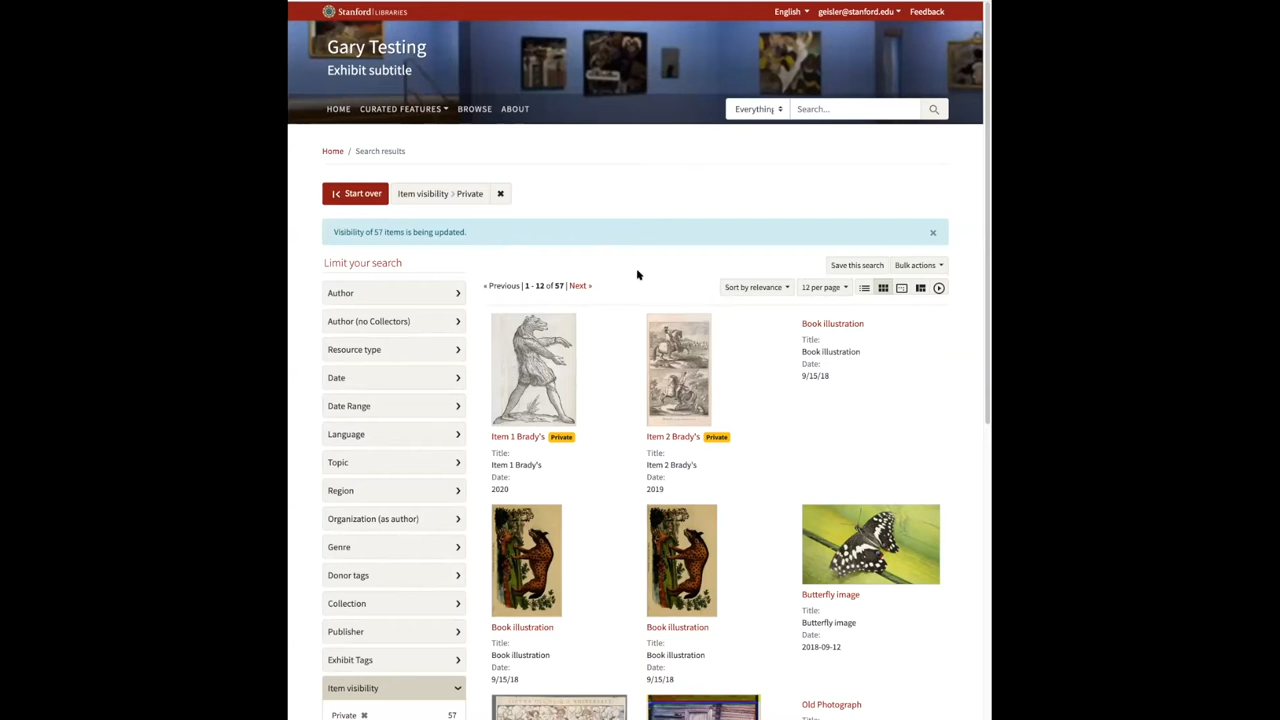 Stanford LIBRARIES
English
geisler@stanford.edu
Feedback
Gary Testing
Exhibit subtitle
HOME CURATED FEATURES BROWSE ABOUT
Everything
Search...
Home / Search results
Start over
Item visibility > Private ✖
Visibility of 57 items is being updated. ×
Limit your search
Save this search
Bulk actions
« Previous | 1 - 12 of 57 | Next »
Sort by relevance
12 per page
Author
Author (no Collectors)
Resource type
Date
Date Range
Language
Topic
Region
Organization (as author)
Genre
Donor tags
Collection
Publisher
Exhibit Tags
Item visibility
Private ✖ 57
Item 1 Brady's Private
Title:
Item 1 Brady's
Date:
2020
Item 2 Brady's Private
Title:
Item 2 Brady's
Date:
2019
Book illustration
Title:
Book illustration
Date:
9/15/18
Book illustration
Title:
Book illustration
Date:
9/15/18
Book illustration
Title:
Book illustration
Date:
9/15/18
Butterfly image
Title:
Butterfly image
Date:
2018-09-12
Old Photograph
Title: